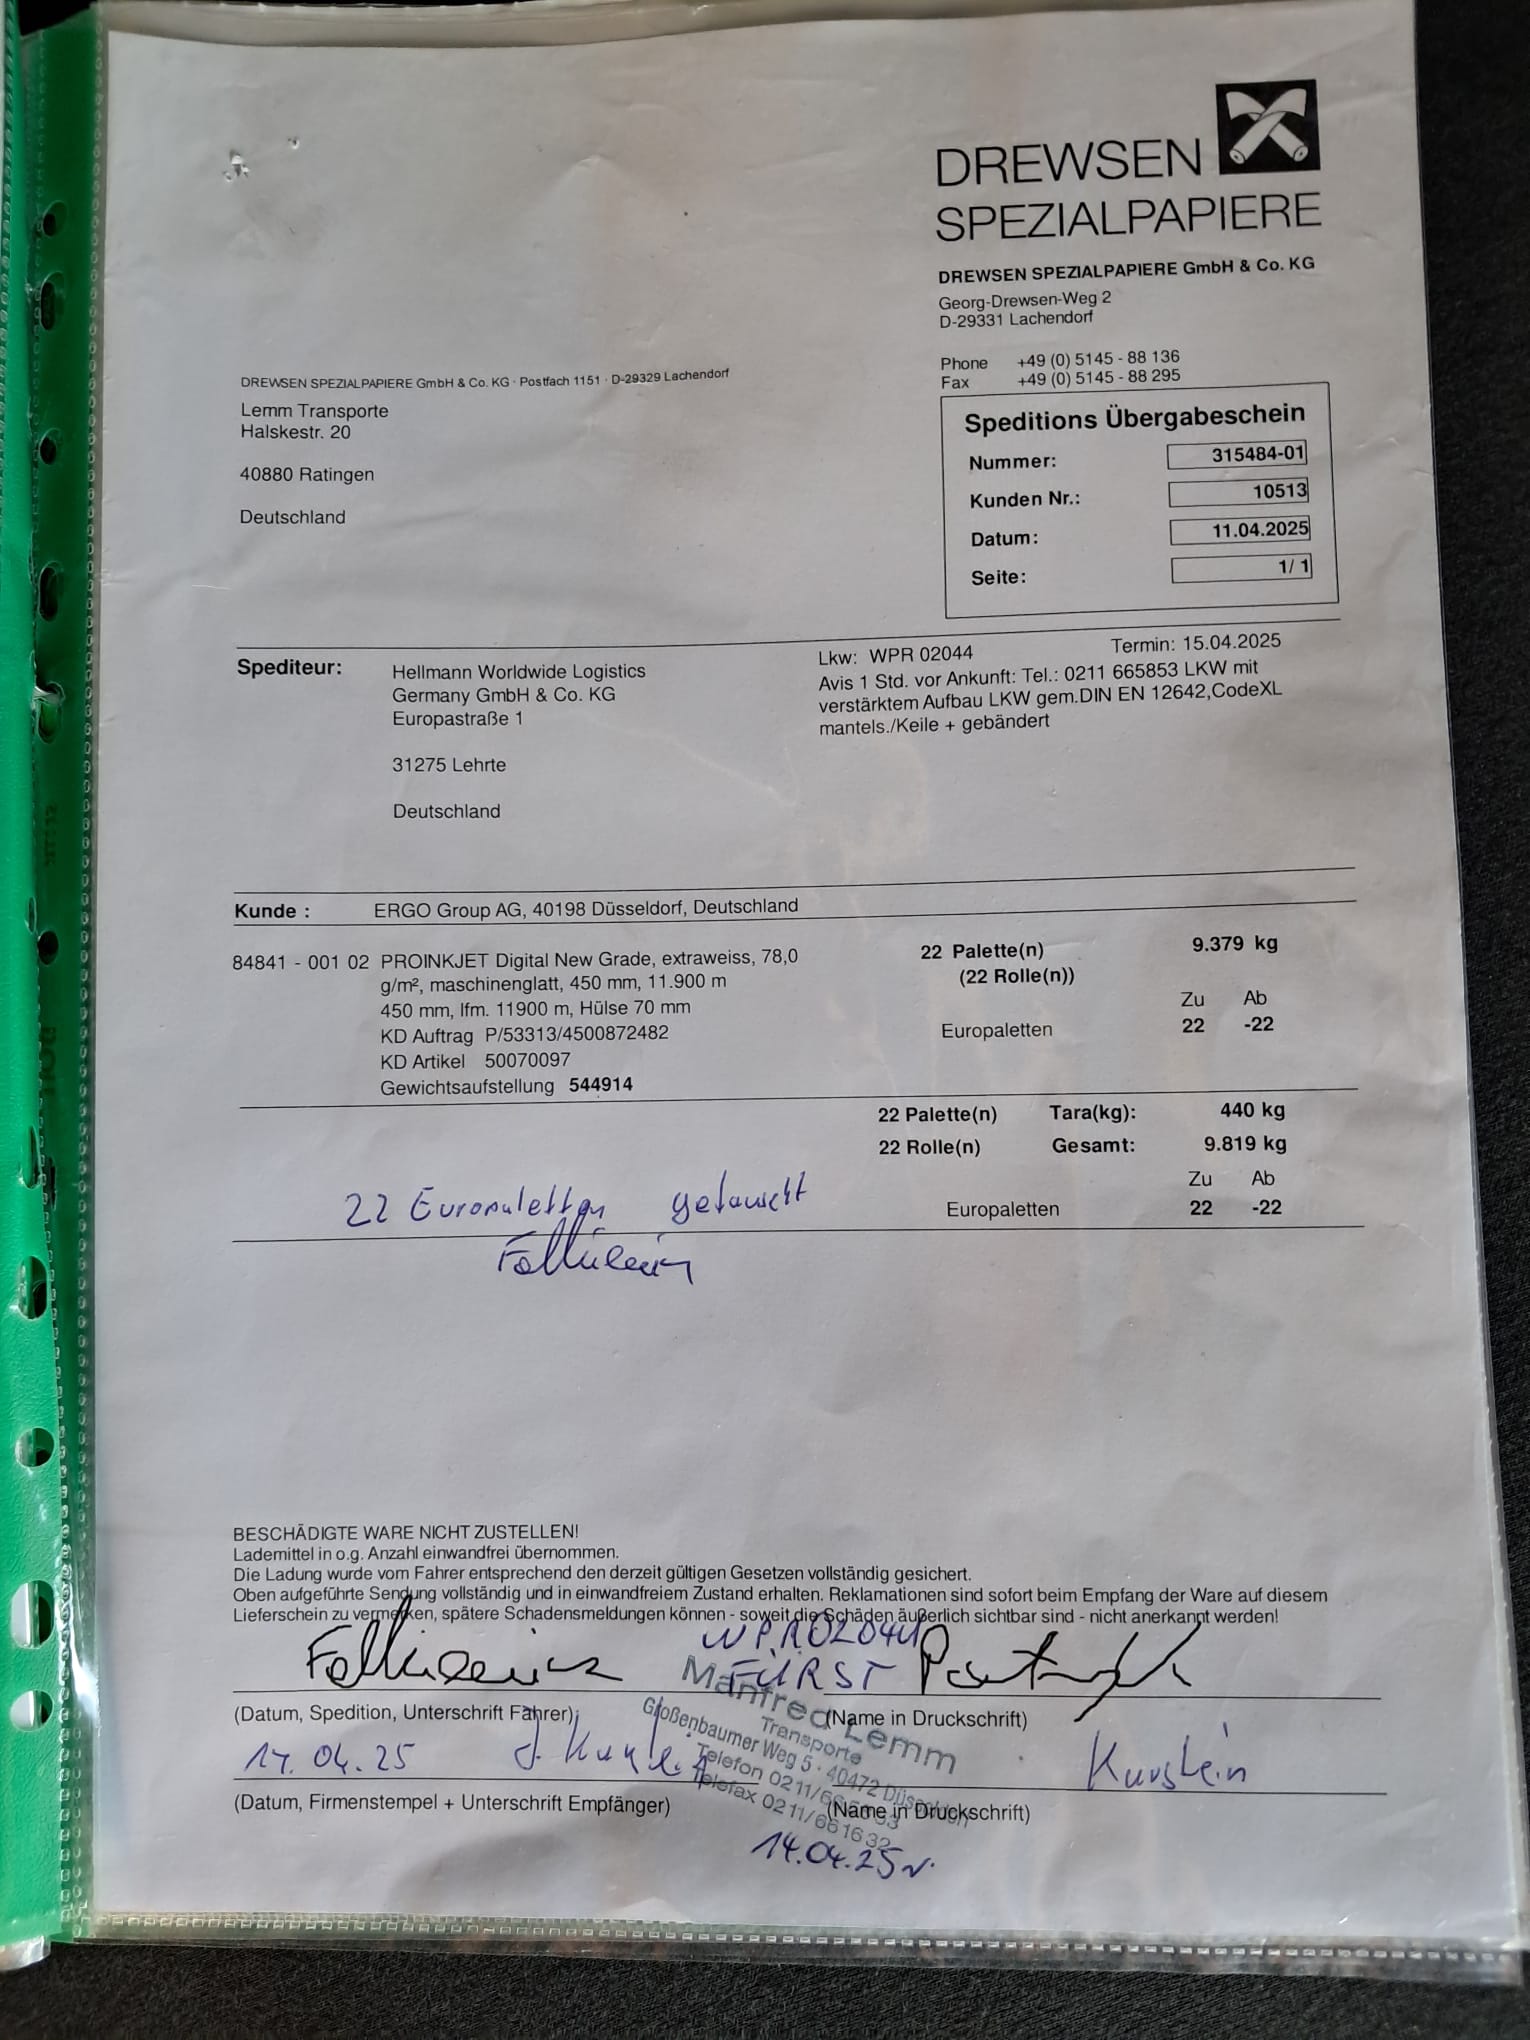 DREWSEN
SPEZIALPAPIERE
DREWSEN SPEZIALPAPIERE GmbH & Co. KG
Georg-Drewsen-Weg 2
D-29331 Lachendorf
Phone +49 (0) 5145 - 88 136
Fax +49 (0) 5145 - 88 295
DREWSEN SPEZIALPAPIERE GmbH & Co. KG · Postfach 1151 · D-29329 Lachendorf
Lemm Transporte
Halskestr. 20
40880 Ratingen
Deutschland
Speditions Übergabeschein
Nummer: 315484-01
Kunden Nr.: 10513
Datum: 11.04.2025
Seite: 1/ 1
Spediteur: Hellmann Worldwide Logistics
Germany GmbH & Co. KG
Europastraße 1
31275 Lehrte
Deutschland
Lkw: WPR 02044 Termin: 15.04.2025
Avis 1 Std. vor Ankunft: Tel.: 0211 665853 LKW mit
verstärktem Aufbau LKW gem.DIN EN 12642,CodeXL
mantels./Keile + gebändert
Kunde : ERGO Group AG, 40198 Düsseldorf, Deutschland
84841 - 001 02 PROINKJET Digital New Grade, extraweiss, 78,0 22 Palette(n) 9.379 kg
g/m², maschinenglatt, 450 mm, 11.900 m (22 Rolle(n))
450 mm, lfm. 11900 m, Hülse 70 mm Zu Ab
KD Auftrag P/53313/4500872482 Europaletten 22 -22
KD Artikel 50070097
Gewichtsaufstellung 544914
22 Palette(n) Tara(kg): 440 kg
22 Rolle(n) Gesamt: 9.819 kg
Zu Ab
Europaletten 22 -22
22 Europaletten getauscht
BESCHÄDIGTE WARE NICHT ZUSTELLEN!
Lademittel in o.g. Anzahl einwandfrei übernommen.
Die Ladung wurde vom Fahrer entsprechend den derzeit gültigen Gesetzen vollständig gesichert.
Oben aufgeführte Sendung vollständig und in einwandfreiem Zustand erhalten. Reklamationen sind sofort beim Empfang der Ware auf diesem
Lieferschein zu vermerken, spätere Schadensmeldungen können - soweit die Schäden äußerlich sichtbar sind - nicht anerkannt werden!
WPR02044
FÜRST
(Datum, Spedition, Unterschrift Fahrer) (Name in Druckschrift)
Manfred Lemm
Transporte
Großenbaumer Weg 5 · 40472 Düsseldorf
Telefon 0211/
Telefax 0211/661632
14.04.25
(Datum, Firmenstempel + Unterschrift Empfänger) (Name in Druckschrift)
14.04.25